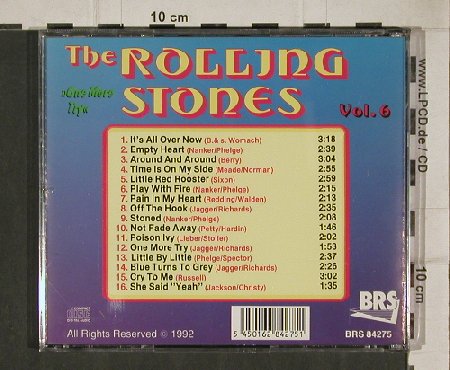 10 cm
The ROLLING STONES
»One More Try«
Vol. 6
1. It's All Over Now (B.& s. Womach) 3:18
2. Empty Heart (Nanker/Phelge) 2:39
3. Around And Around (Berry) 3:04
4. Time Is On My Side (Meade/Norman) 2:55
5. Little Red Hooster (Dixon) 2:59
6. Play With Fire (Nanker/Phelge) 2:15
7. Pain In My Heart (Redding/Walden) 2:13
8. Off The Hook (Jagger/Richards) 2:35
9. Stoned (Nanker/Phelge) 2:08
10. Not Fade Away (Petty/Hardin) 1:48
11. Poison Ivy (Lieber/Stoller) 2:02
12. One More Try (Jagger/Richards) 1:53
13. Little By Little (Phelge/Spector) 2:37
14. Blue Turns To Grey (Jagger/Richards) 2:25
15. Cry To Me (Russell) 3:02
16. She Said "Yeah" (Jackson/Christy) 1:35
All Rights Reserved © 1992
5 450162 842751
BRS
BRS 84275
www.LPCD.de / CD
10 cm